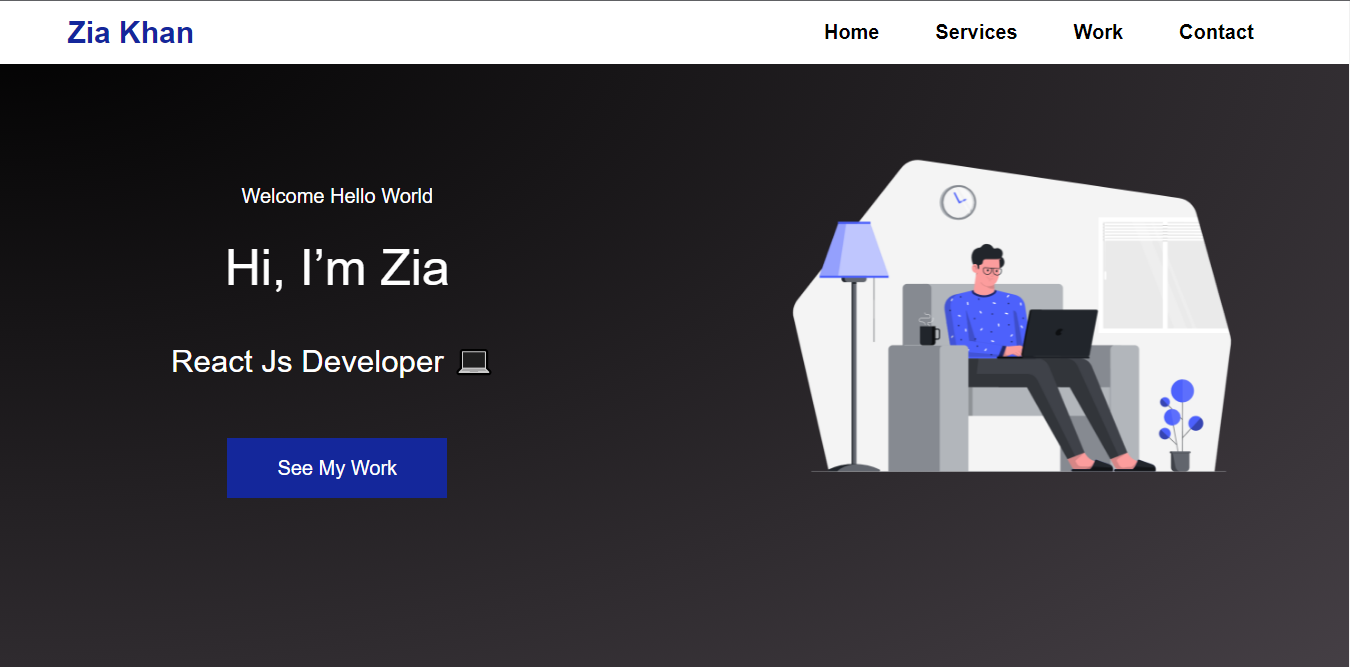 Zia Khan Home Services Work Contact
Welcome Hello World
Hi, I’m Zia
React Js Developer 💻
See My Work